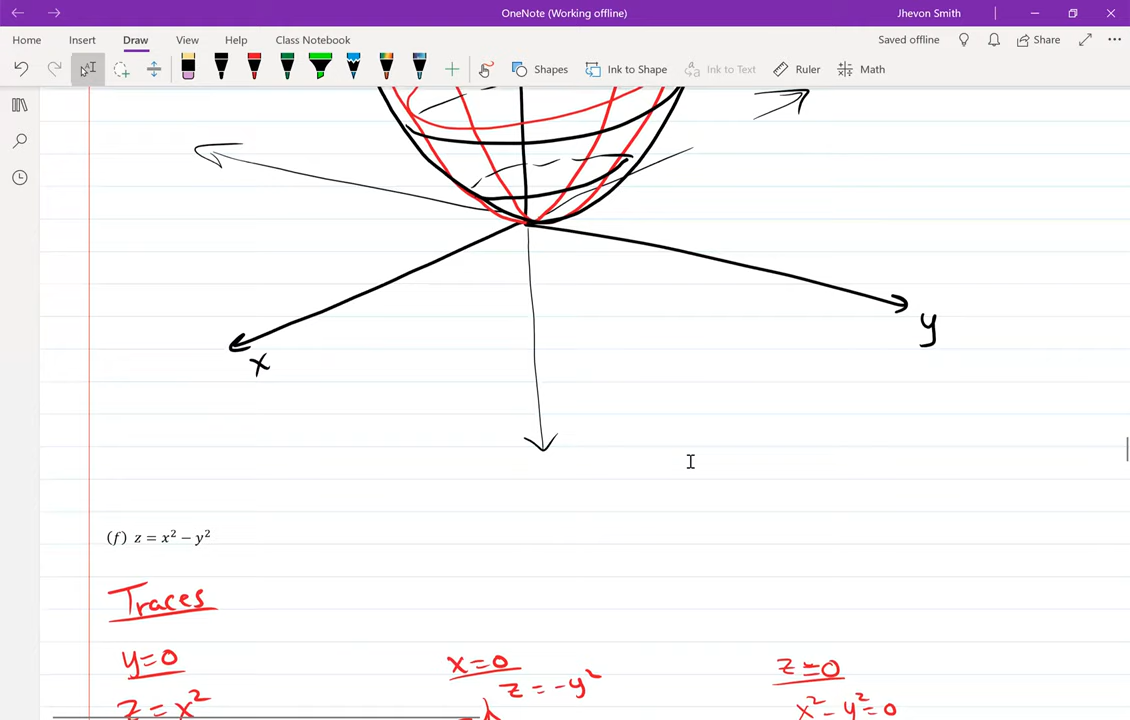 OneNote (Working offline)
Jhevon Smith
Home Insert Draw View Help Class Notebook
Saved offline
Share
Shapes
Ink to Shape
Ink to Text
Ruler
Math
y
x
(f) z = x² − y²
Traces
y=0
x=0
z=0
z = x²
z = -y²
x² - y² = 0